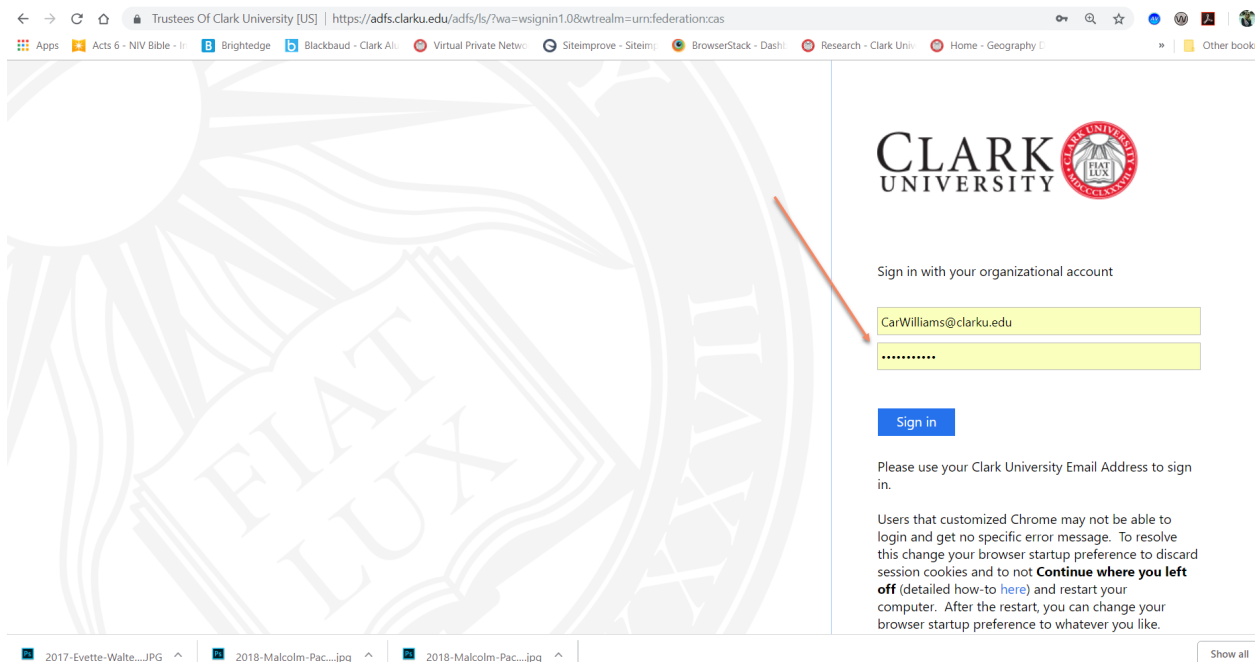 Trustees Of Clark University [US] | https://adfs.clarku.edu/adfs/ls/?wa=wsignin1.0&wtrealm=urn:federation:cas
Apps Acts 6 - NIV Bible - Brightedge Blackbaud - Clark Alu Virtual Private Netwo Siteimprove - Siteimp BrowserStack - Dashb Research - Clark Univ Home - Geography D » Other book
CLARK
UNIVERSITY
CLARK UNIVERSITY
FIAT
LUX
MDCCCLXXXVII
Sign in with your organizational account
CarWilliams@clarku.edu
•••••••••••
Sign in
Please use your Clark University Email Address to sign
in.
Users that customized Chrome may not be able to
login and get no specific error message. To resolve
this change your browser startup preference to discard
session cookies and to not Continue where you left
off (detailed how-to here) and restart your
computer. After the restart, you can change your
browser startup preference to whatever you like.
FIAT
LUX
2017-Evette-Walte....JPG 2018-Malcolm-Pac....jpg 2018-Malcolm-Pac....jpg Show all